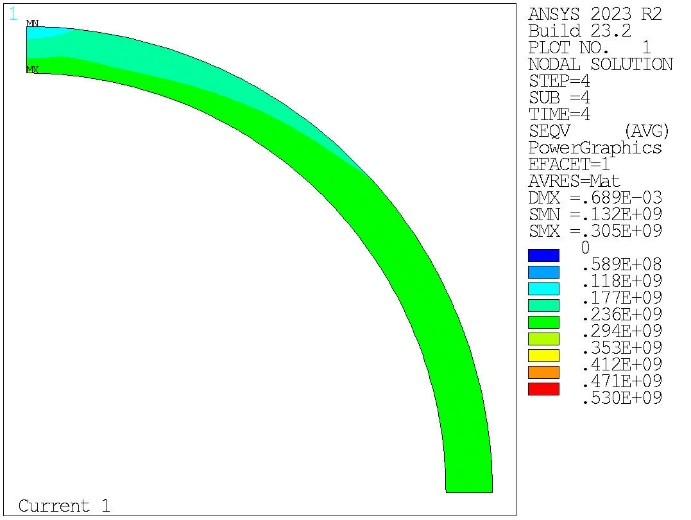 1
MN
MX
ANSYS 2023 R2
Build 23.2
PLOT NO. 1
NODAL SOLUTION
STEP=4
SUB =4
TIME=4
SEQV (AVG)
PowerGraphics
EFACET=1
AVRES=Mat
DMX =.689E-03
SMN =.132E+09
SMX =.305E+09
0
.589E+08
.118E+09
.177E+09
.236E+09
.294E+09
.353E+09
.412E+09
.471E+09
.530E+09
Current 1